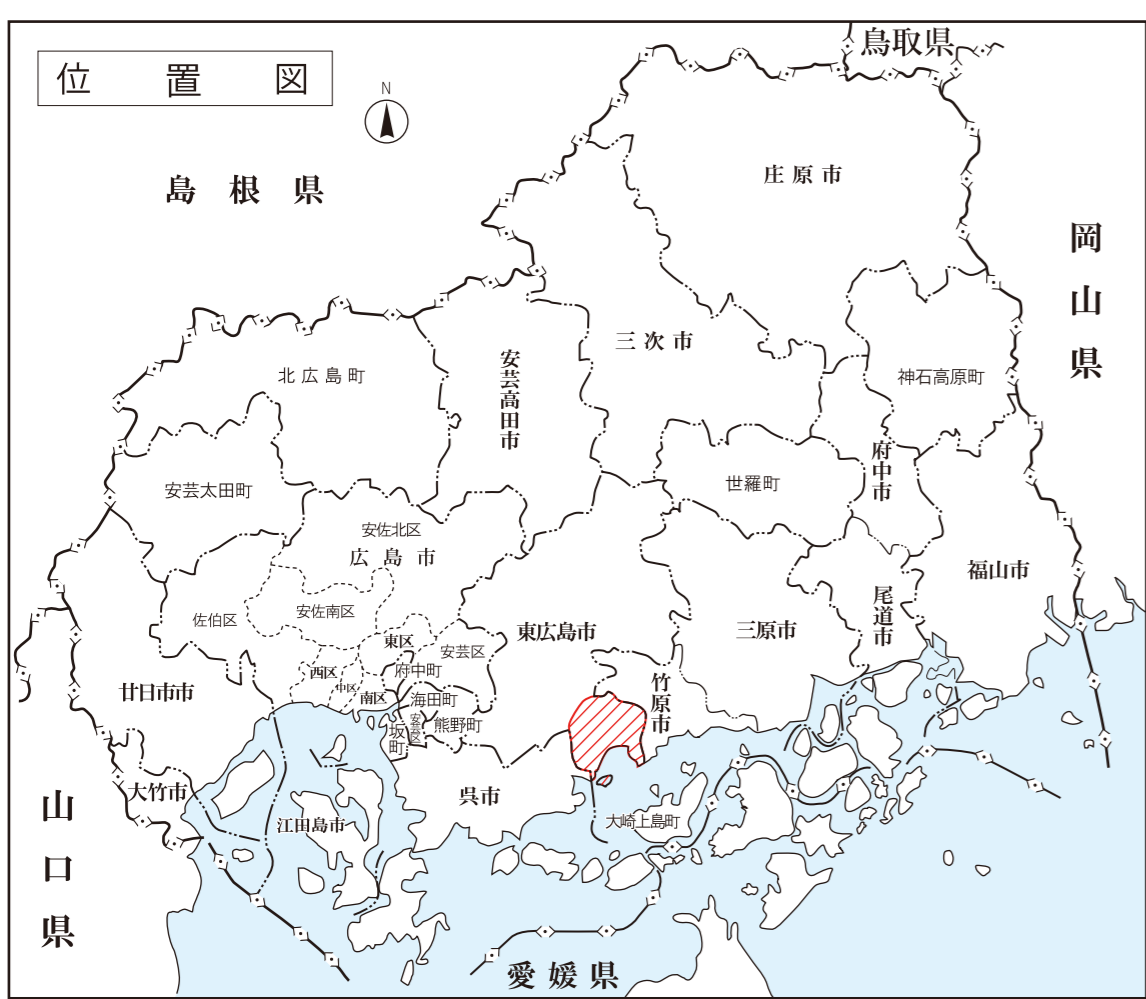 位置図
N
鳥取県
島根県
庄原市
岡山県
三次市
安芸高田市
北広島町
神石高原町
府中市
世羅町
安芸太田町
安佐北区
広島市
福山市
尾道市
佐伯区
安佐南区
東広島市
三原市
東区
安芸区
西区
中区
府中町
南区
海田町
竹原市
廿日市市
安芸区
熊野町
坂町
大竹市
呉市
山口県
江田島市
大崎上島町
愛媛県